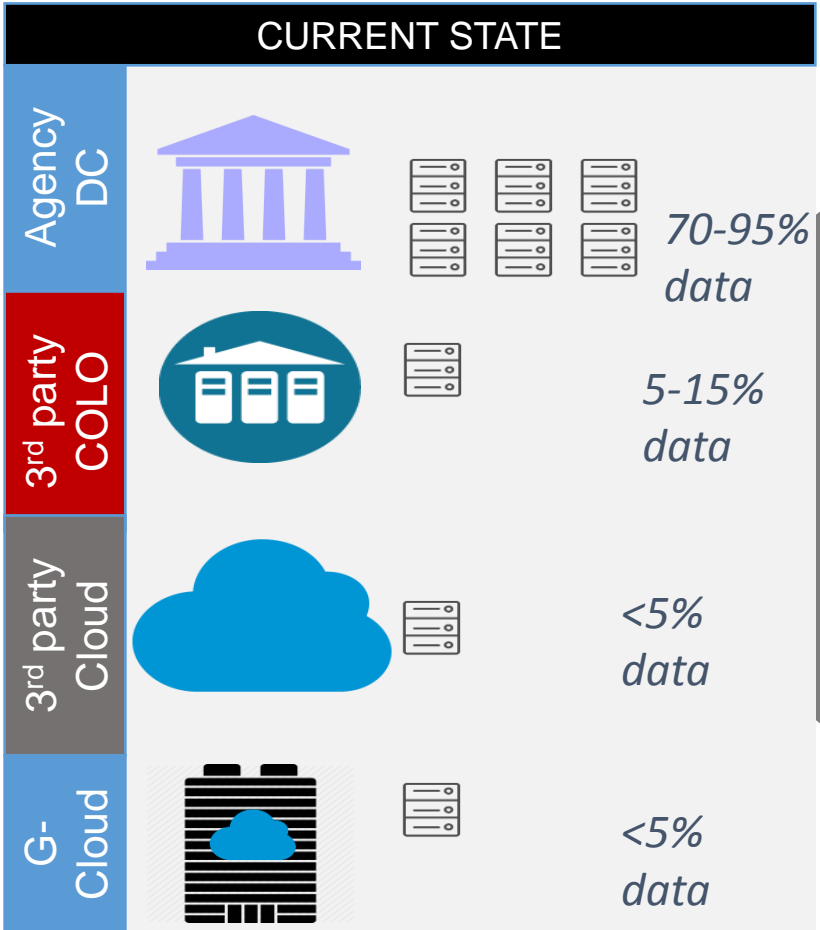 CURRENT STATE
Agency
DC
70-95%
data
3rd party
COLO
5-15%
data
3rd party
Cloud
<5%
data
G-
Cloud
<5%
data